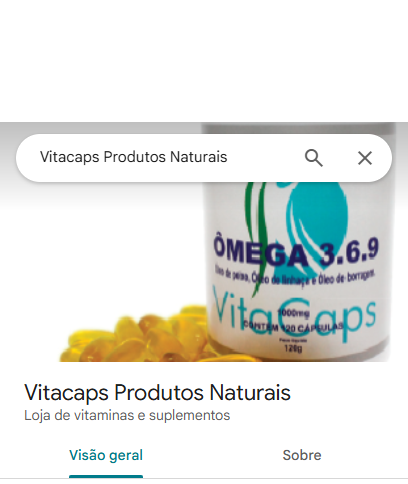 Vitacaps Produtos Naturais
ÔMEGA 3.6.9
Óleo de peixe, Óleo de linhaça e Óleo de borragem
1000mg
VitaCaps
CONTÉM 120 CÁPSULAS
126g
Vitacaps Produtos Naturais
Loja de vitaminas e suplementos
Visão geral Sobre